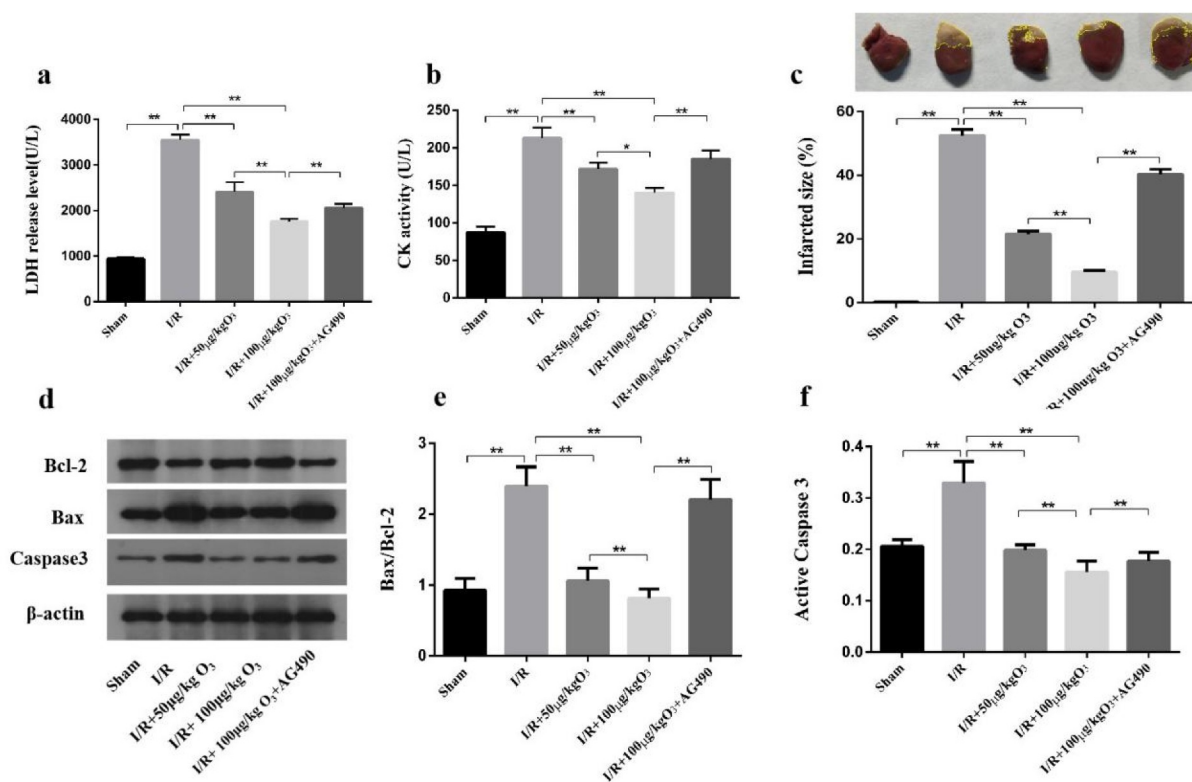 a
LDH release level(U/L)
4000
3000
2000
1000
0
**
**
**
**
**
Sham
I/R
I/R+50μg/kgO3
I/R+100μg/kgO3
I/R+100μg/kgO3+AG490
b
CK activity (U/L)
250
200
150
100
50
0
**
**
**
*
**
Sham
I/R
I/R+50μg/kgO3
I/R+100μg/kgO3
I/R+100μg/kgO3+AG490
c
Infarcted size (%)
60
40
20
0
**
**
**
**
**
Sham
I/R
I/R+50ug/kg O3
I/R+100ug/kg O3
I/R+100ug/kg O3+AG490
d
Bcl-2
Bax
Caspase3
β-actin
Sham
I/R
I/R+50μg/kg O3
I/R+ 100μg/kg O3
I/R+ 100μg/kg O3+AG490
e
Bax/Bcl-2
3
2
1
0
**
**
**
**
**
Sham
I/R
I/R+50μg/kgO3
I/R+100μg/kgO3
I/R+100μg/kgO3+AG490
f
Active Caspase 3
0.4
0.3
0.2
0.1
0.0
**
**
**
**
**
Sham
I/R
I/R+50μg/kgO3
I/R+100μg/kgO3
I/R+100μg/kgO3+AG490